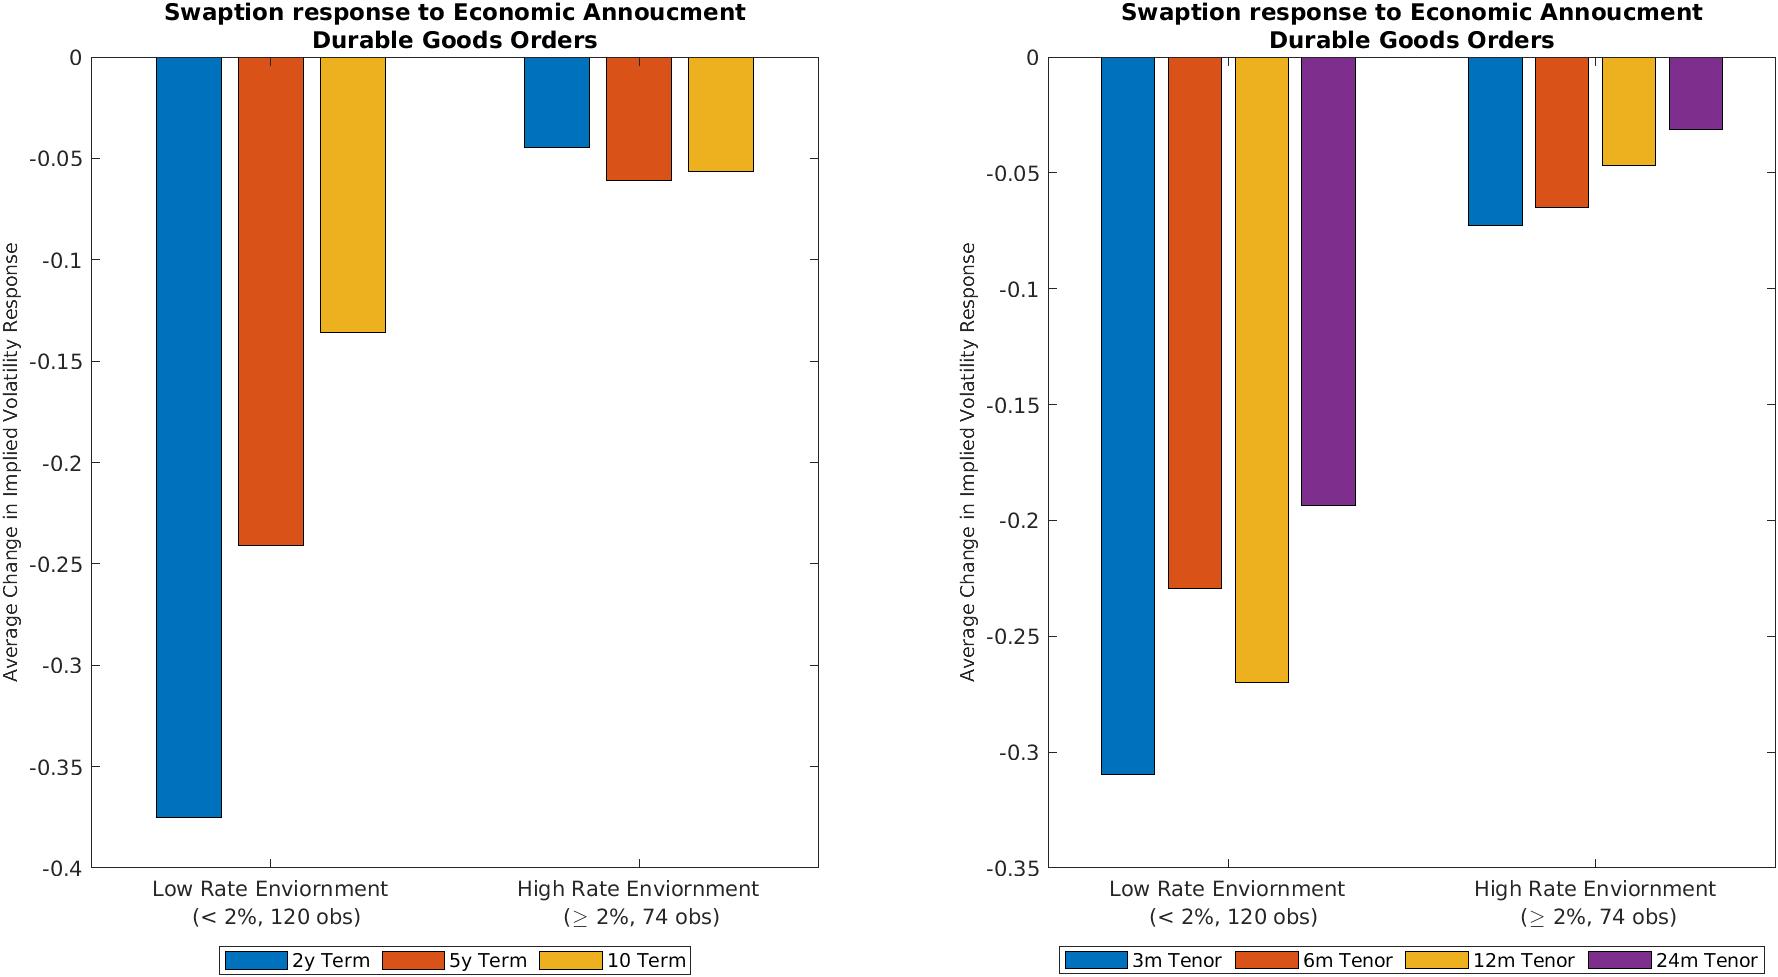 Swaption response to Economic Annoucment
Durable Goods Orders
0
-0.05
-0.1
-0.15
-0.2
-0.25
-0.3
-0.35
-0.4
Average Change in Implied Volatility Response
Low Rate Enviornment
(< 2%, 120 obs)
High Rate Enviornment
(≥ 2%, 74 obs)
2y Term
5y Term
10 Term
Swaption response to Economic Annoucment
Durable Goods Orders
0
-0.05
-0.1
-0.15
-0.2
-0.25
-0.3
-0.35
Average Change in Implied Volatility Response
Low Rate Enviornment
(< 2%, 120 obs)
High Rate Enviornment
(≥ 2%, 74 obs)
3m Tenor
6m Tenor
12m Tenor
24m Tenor